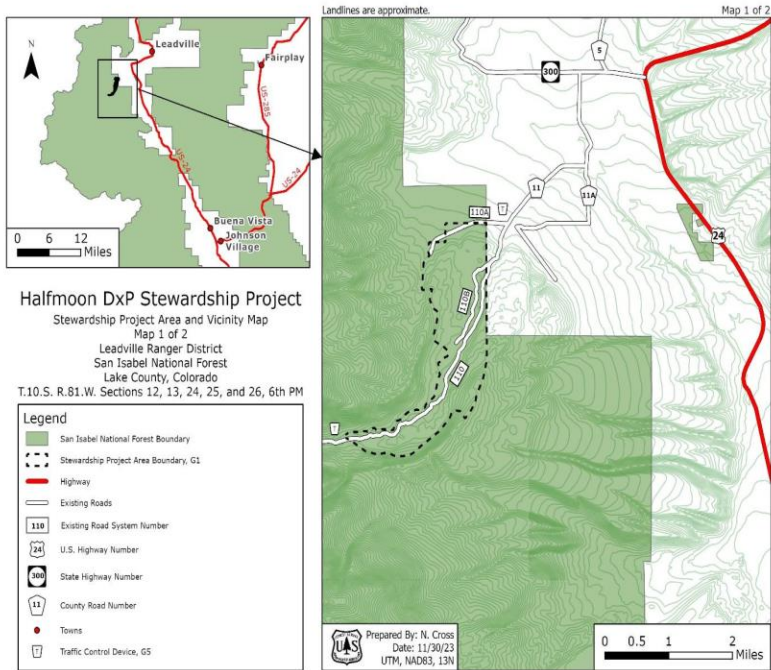 N
Leadville
Fairplay
US-285
US-24
US-24
Buena Vista
Johnson
Village
0 6 12
Miles
Halfmoon DxP Stewardship Project
Stewardship Project Area and Vicinity Map
Map 1 of 2
Leadville Ranger District
San Isabel National Forest
Lake County, Colorado
T.10.S. R.81.W. Sections 12, 13, 24, 25, and 26, 6th PM
Legend
San Isabel National Forest Boundary
Stewardship Project Area Boundary, G1
Highway
Existing Roads
110 Existing Road System Number
24 U.S. Highway Number
300 State Highway Number
11 County Road Number
Towns
T Traffic Control Device, G5
Landlines are approximate.
Map 1 of 2
5
300
11
11A
110A
T
24
110B
110
T
FOREST SERVICE
U S
DEPARTMENT OF AGRICULTURE
Prepared By: N. Cross
Date: 11/30/23
UTM, NAD83, 13N
0 0.5 1 2
Miles